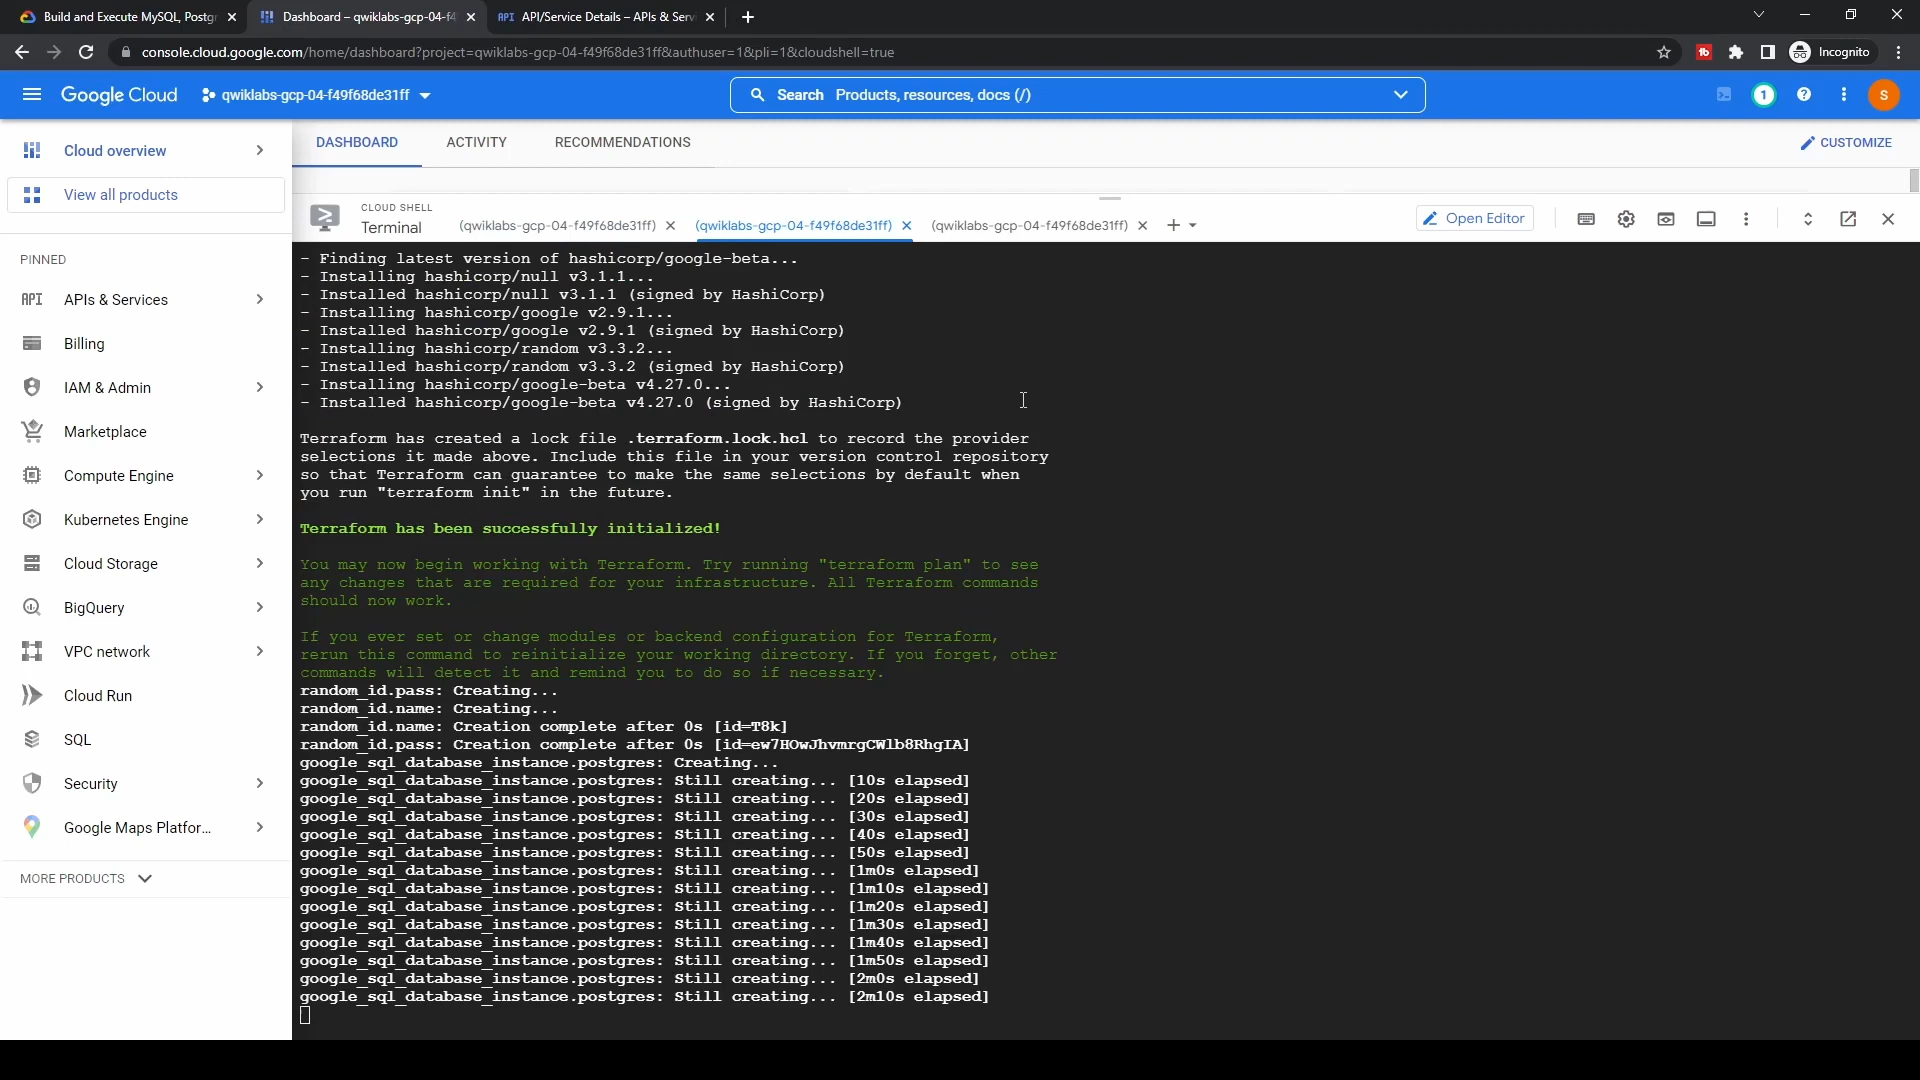 Build and Execute MySQL, Postgr
Dashboard – qwiklabs-gcp-04-f4
API API/Service Details – APIs & Serv
console.cloud.google.com/home/dashboard?project=qwiklabs-gcp-04-f49f68de31ff&authuser=1&pli=1&cloudshell=true
Incognito
Google Cloud
qwiklabs-gcp-04-f49f68de31ff
Search Products, resources, docs (/)
1
S
Cloud overview
View all products
PINNED
API APIs & Services
Billing
IAM & Admin
Marketplace
Compute Engine
Kubernetes Engine
Cloud Storage
BigQuery
VPC network
Cloud Run
SQL
Security
Google Maps Platfor...
MORE PRODUCTS
DASHBOARD ACTIVITY RECOMMENDATIONS
CUSTOMIZE
CLOUD SHELL
Terminal
(qwiklabs-gcp-04-f49f68de31ff) (qwiklabs-gcp-04-f49f68de31ff) (qwiklabs-gcp-04-f49f68de31ff)
Open Editor
- Finding latest version of hashicorp/google-beta...
- Installing hashicorp/null v3.1.1...
- Installed hashicorp/null v3.1.1 (signed by HashiCorp)
- Installing hashicorp/google v2.9.1...
- Installed hashicorp/google v2.9.1 (signed by HashiCorp)
- Installing hashicorp/random v3.3.2...
- Installed hashicorp/random v3.3.2 (signed by HashiCorp)
- Installing hashicorp/google-beta v4.27.0...
- Installed hashicorp/google-beta v4.27.0 (signed by HashiCorp)
Terraform has created a lock file .terraform.lock.hcl to record the provider
selections it made above. Include this file in your version control repository
so that Terraform can guarantee to make the same selections by default when
you run "terraform init" in the future.
Terraform has been successfully initialized!
You may now begin working with Terraform. Try running "terraform plan" to see
any changes that are required for your infrastructure. All Terraform commands
should now work.
If you ever set or change modules or backend configuration for Terraform,
rerun this command to reinitialize your working directory. If you forget, other
commands will detect it and remind you to do so if necessary.
random_id.pass: Creating...
random_id.name: Creating...
random_id.name: Creation complete after 0s [id=T8k]
random_id.pass: Creation complete after 0s [id=ew7HOwJhvmrgCWlb8RhgIA]
google_sql_database_instance.postgres: Creating...
google_sql_database_instance.postgres: Still creating... [10s elapsed]
google_sql_database_instance.postgres: Still creating... [20s elapsed]
google_sql_database_instance.postgres: Still creating... [30s elapsed]
google_sql_database_instance.postgres: Still creating... [40s elapsed]
google_sql_database_instance.postgres: Still creating... [50s elapsed]
google_sql_database_instance.postgres: Still creating... [1m0s elapsed]
google_sql_database_instance.postgres: Still creating... [1m10s elapsed]
google_sql_database_instance.postgres: Still creating... [1m20s elapsed]
google_sql_database_instance.postgres: Still creating... [1m30s elapsed]
google_sql_database_instance.postgres: Still creating... [1m40s elapsed]
google_sql_database_instance.postgres: Still creating... [1m50s elapsed]
google_sql_database_instance.postgres: Still creating... [2m0s elapsed]
google_sql_database_instance.postgres: Still creating... [2m10s elapsed]